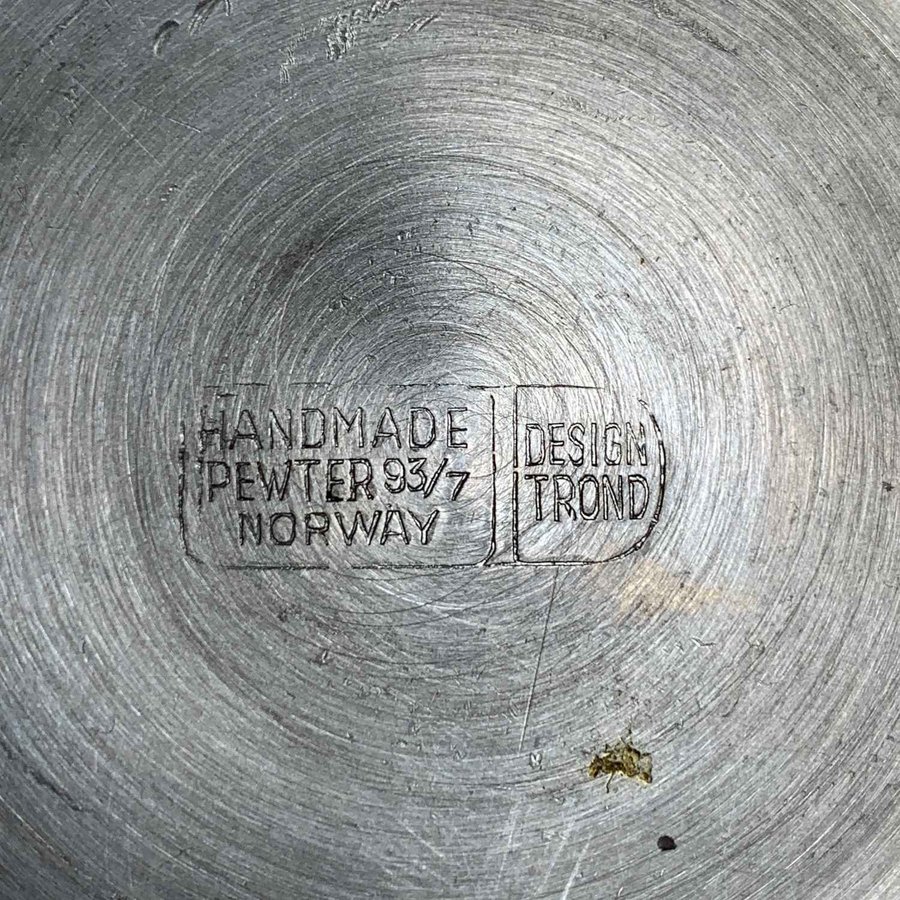 HANDMADE
PEWTER 93/7
NORWAY
DESIGN
TROND